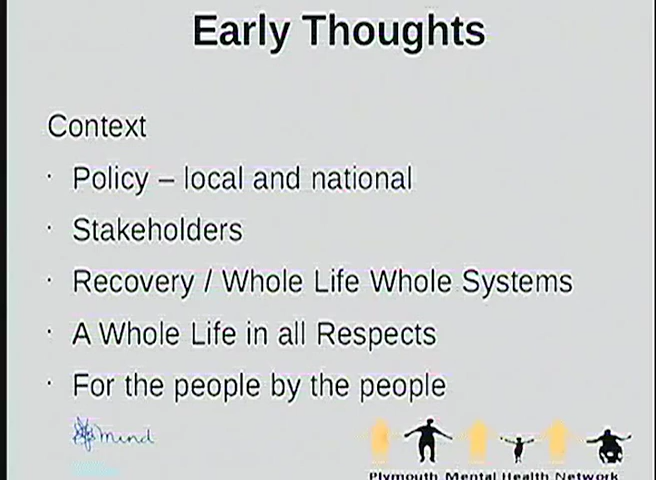 Early Thoughts
Context
· Policy – local and national
· Stakeholders
· Recovery / Whole Life Whole Systems
· A Whole Life in all Respects
· For the people by the people
mind
Plymouth Mental Health Network